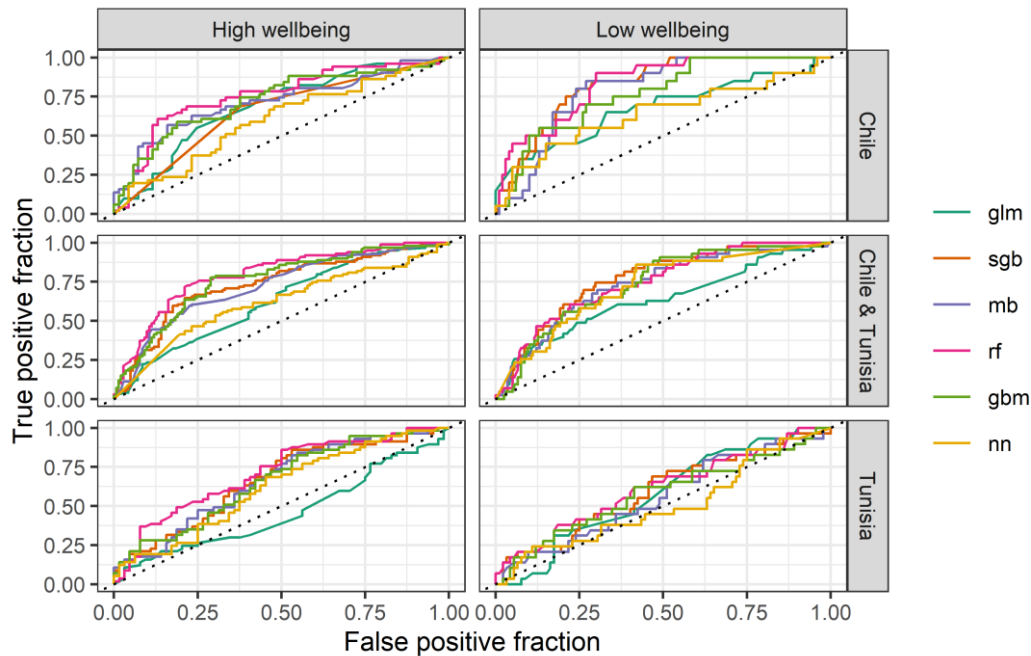 High wellbeing
Low wellbeing
True positive fraction
1.00
0.75
0.50
0.25
0.00
Chile
1.00
0.75
0.50
0.25
0.00
Chile & Tunisia
1.00
0.75
0.50
0.25
0.00
Tunisia
0.00 0.25 0.50 0.75 1.00
0.00 0.25 0.50 0.75 1.00
False positive fraction
glm
sgb
mb
rf
gbm
nn